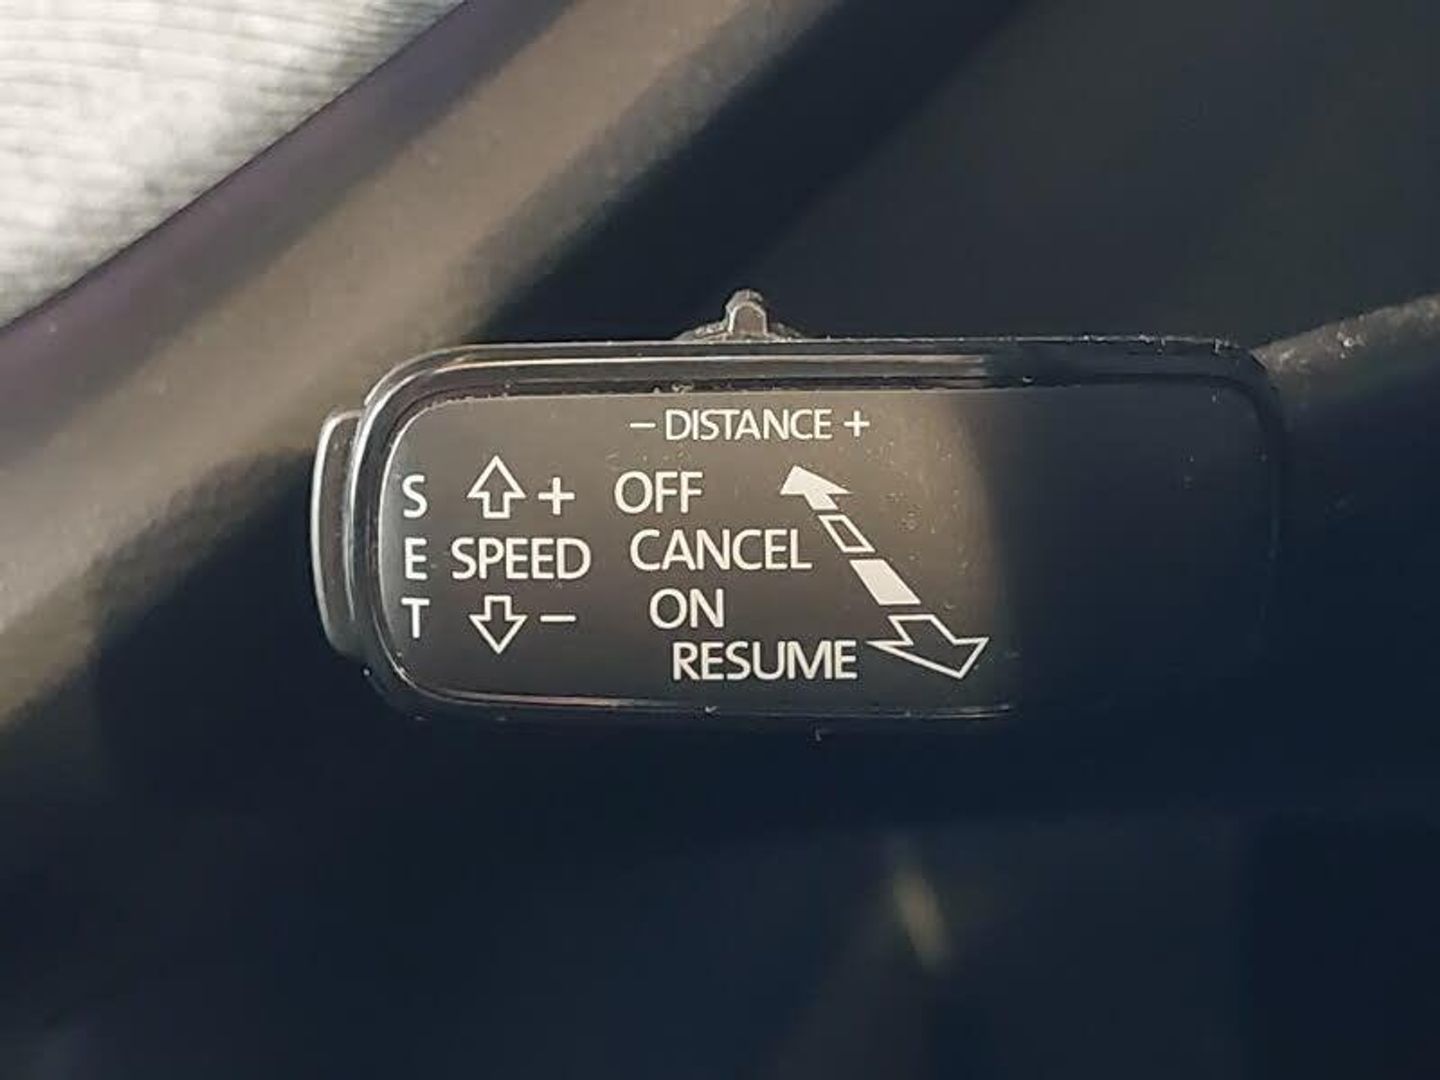 − DISTANCE +
S + OFF
E SPEED CANCEL
T − ON
RESUME